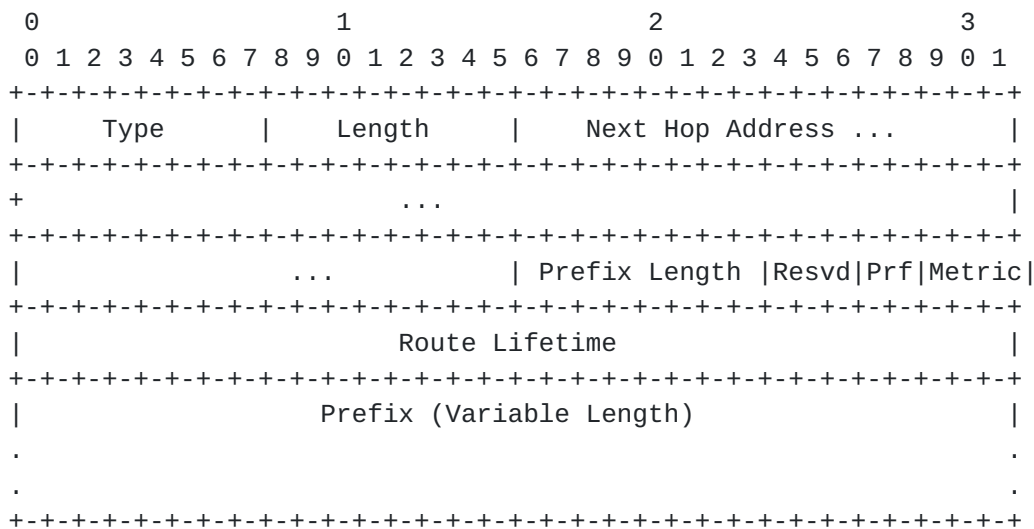 0                   1                   2                   3
0 1 2 3 4 5 6 7 8 9 0 1 2 3 4 5 6 7 8 9 0 1 2 3 4 5 6 7 8 9 0 1
+-+-+-+-+-+-+-+-+-+-+-+-+-+-+-+-+-+-+-+-+-+-+-+-+-+-+-+-+-+-+-+-+
|     Type      |    Length     |    Next Hop Address ...       |
+-+-+-+-+-+-+-+-+-+-+-+-+-+-+-+-+-+-+-+-+-+-+-+-+-+-+-+-+-+-+-+-+
+                        ...                                    |
+-+-+-+-+-+-+-+-+-+-+-+-+-+-+-+-+-+-+-+-+-+-+-+-+-+-+-+-+-+-+-+-+
|                 ...           | Prefix Length |Resvd|Prf|Metric|
+-+-+-+-+-+-+-+-+-+-+-+-+-+-+-+-+-+-+-+-+-+-+-+-+-+-+-+-+-+-+-+-+
|                        Route Lifetime                         |
+-+-+-+-+-+-+-+-+-+-+-+-+-+-+-+-+-+-+-+-+-+-+-+-+-+-+-+-+-+-+-+-+
|                   Prefix (Variable Length)                    |
.                                                               .
.                                                               .
+-+-+-+-+-+-+-+-+-+-+-+-+-+-+-+-+-+-+-+-+-+-+-+-+-+-+-+-+-+-+-+-+